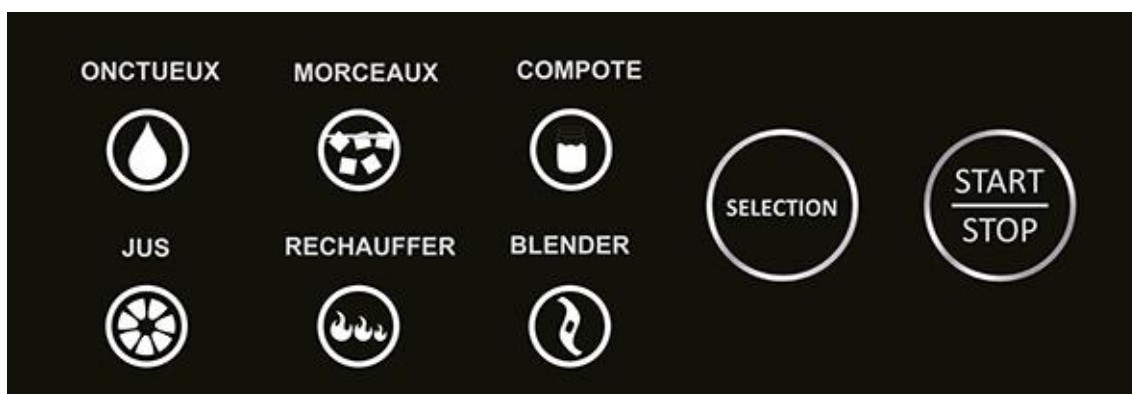 ONCTUEUX MORCEAUX COMPOTE
JUS RECHAUFFER BLENDER
SELECTION
START
STOP